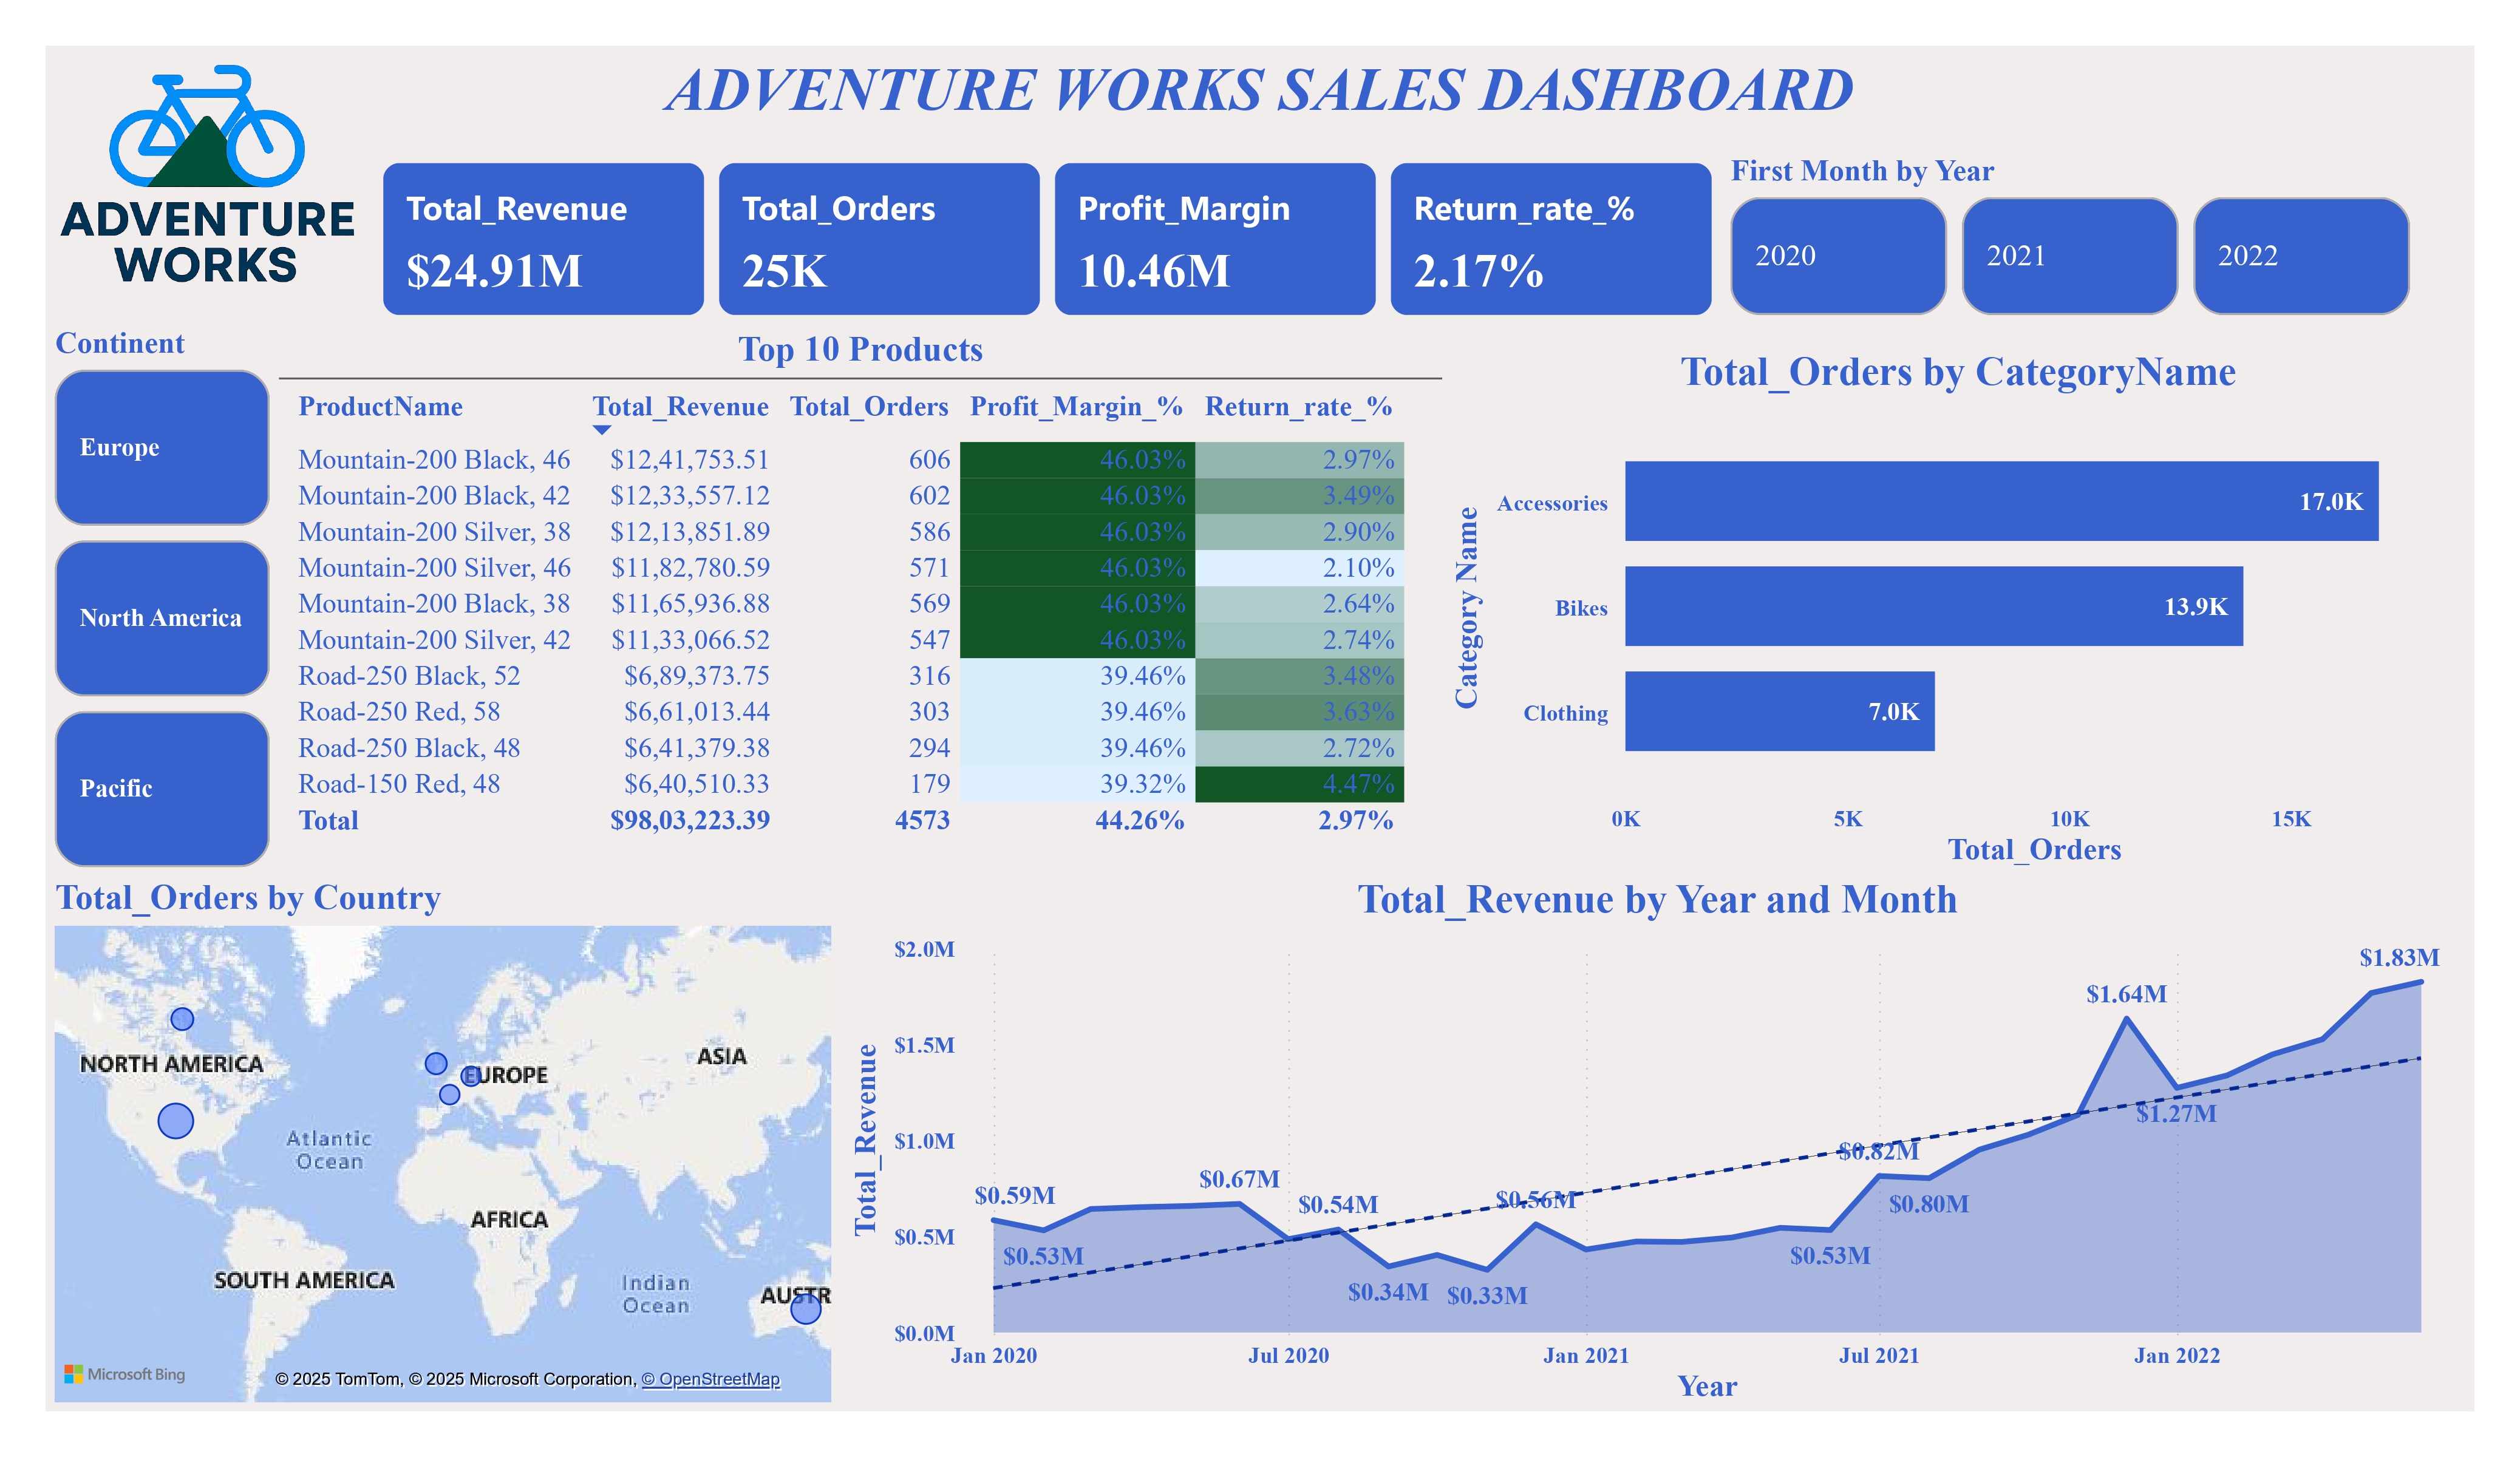 ADVENTURE WORKS SALES DASHBOARD
ADVENTURE
WORKS
Total_Revenue
$24.91M
Total_Orders
25K
Profit_Margin
10.46M
Return_rate_%
2.17%
First Month by Year
2020
2021
2022
Continent
Europe
North America
Pacific
Top 10 Products
ProductName Total_Revenue Total_Orders Profit_Margin_% Return_rate_%
Mountain-200 Black, 46 $12,41,753.51 606 46.03% 2.97%
Mountain-200 Black, 42 $12,33,557.12 602 46.03% 3.49%
Mountain-200 Silver, 38 $12,13,851.89 586 46.03% 2.90%
Mountain-200 Silver, 46 $11,82,780.59 571 46.03% 2.10%
Mountain-200 Black, 38 $11,65,936.88 569 46.03% 2.64%
Mountain-200 Silver, 42 $11,33,066.52 547 46.03% 2.74%
Road-250 Black, 52 $6,89,373.75 316 39.46% 3.48%
Road-250 Red, 58 $6,61,013.44 303 39.46% 3.63%
Road-250 Black, 48 $6,41,379.38 294 39.46% 2.72%
Road-150 Red, 48 $6,40,510.33 179 39.32% 4.47%
Total $98,03,223.39 4573 44.26% 2.97%
Total_Orders by CategoryName
Category Name
Accessories 17.0K
Bikes 13.9K
Clothing 7.0K
0K 5K 10K 15K
Total_Orders
Total_Orders by Country
NORTH AMERICA
EUROPE
ASIA
Atlantic
Ocean
AFRICA
SOUTH AMERICA
Indian
Ocean
AUSTR
Microsoft Bing
© 2025 TomTom, © 2025 Microsoft Corporation, © OpenStreetMap
Total_Revenue by Year and Month
Total_Revenue
$2.0M
$1.5M
$1.0M
$0.5M
$0.0M
$0.59M
$0.53M
$0.67M
$0.54M
$0.34M
$0.33M
$0.56M
$0.53M
$0.82M
$0.80M
$1.64M
$1.27M
$1.83M
Jan 2020 Jul 2020 Jan 2021 Jul 2021 Jan 2022
Year